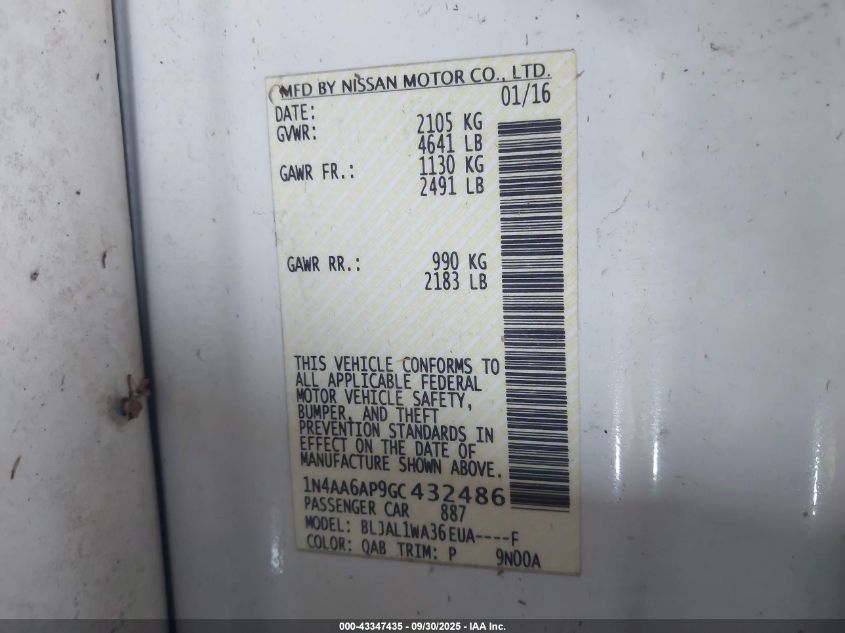 MFD BY NISSAN MOTOR CO., LTD.
DATE: 01/16
GVWR: 2105 KG
4641 LB
GAWR FR.: 1130 KG
2491 LB
GAWR RR.: 990 KG
2183 LB
THIS VEHICLE CONFORMS TO
ALL APPLICABLE FEDERAL
MOTOR VEHICLE SAFETY,
BUMPER, AND THEFT
PREVENTION STANDARDS IN
EFFECT ON THE DATE OF
MANUFACTURE SHOWN ABOVE.
1N4AA6AP9GC432486
PASSENGER CAR 887
MODEL: BLJAL1WA36EUA----F
COLOR: QAB TRIM: P 9N00A
000-43347435 - 09/30/2025 - IAA Inc.